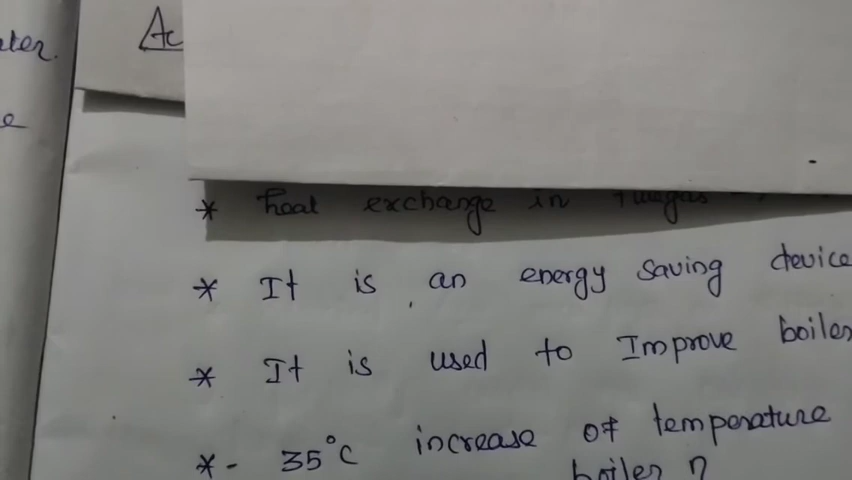 Ac
* heat exchange in fluegas
* It is an energy saving device
* It is used to Improve boiler
*- 35°C increase of temperature
boiler η